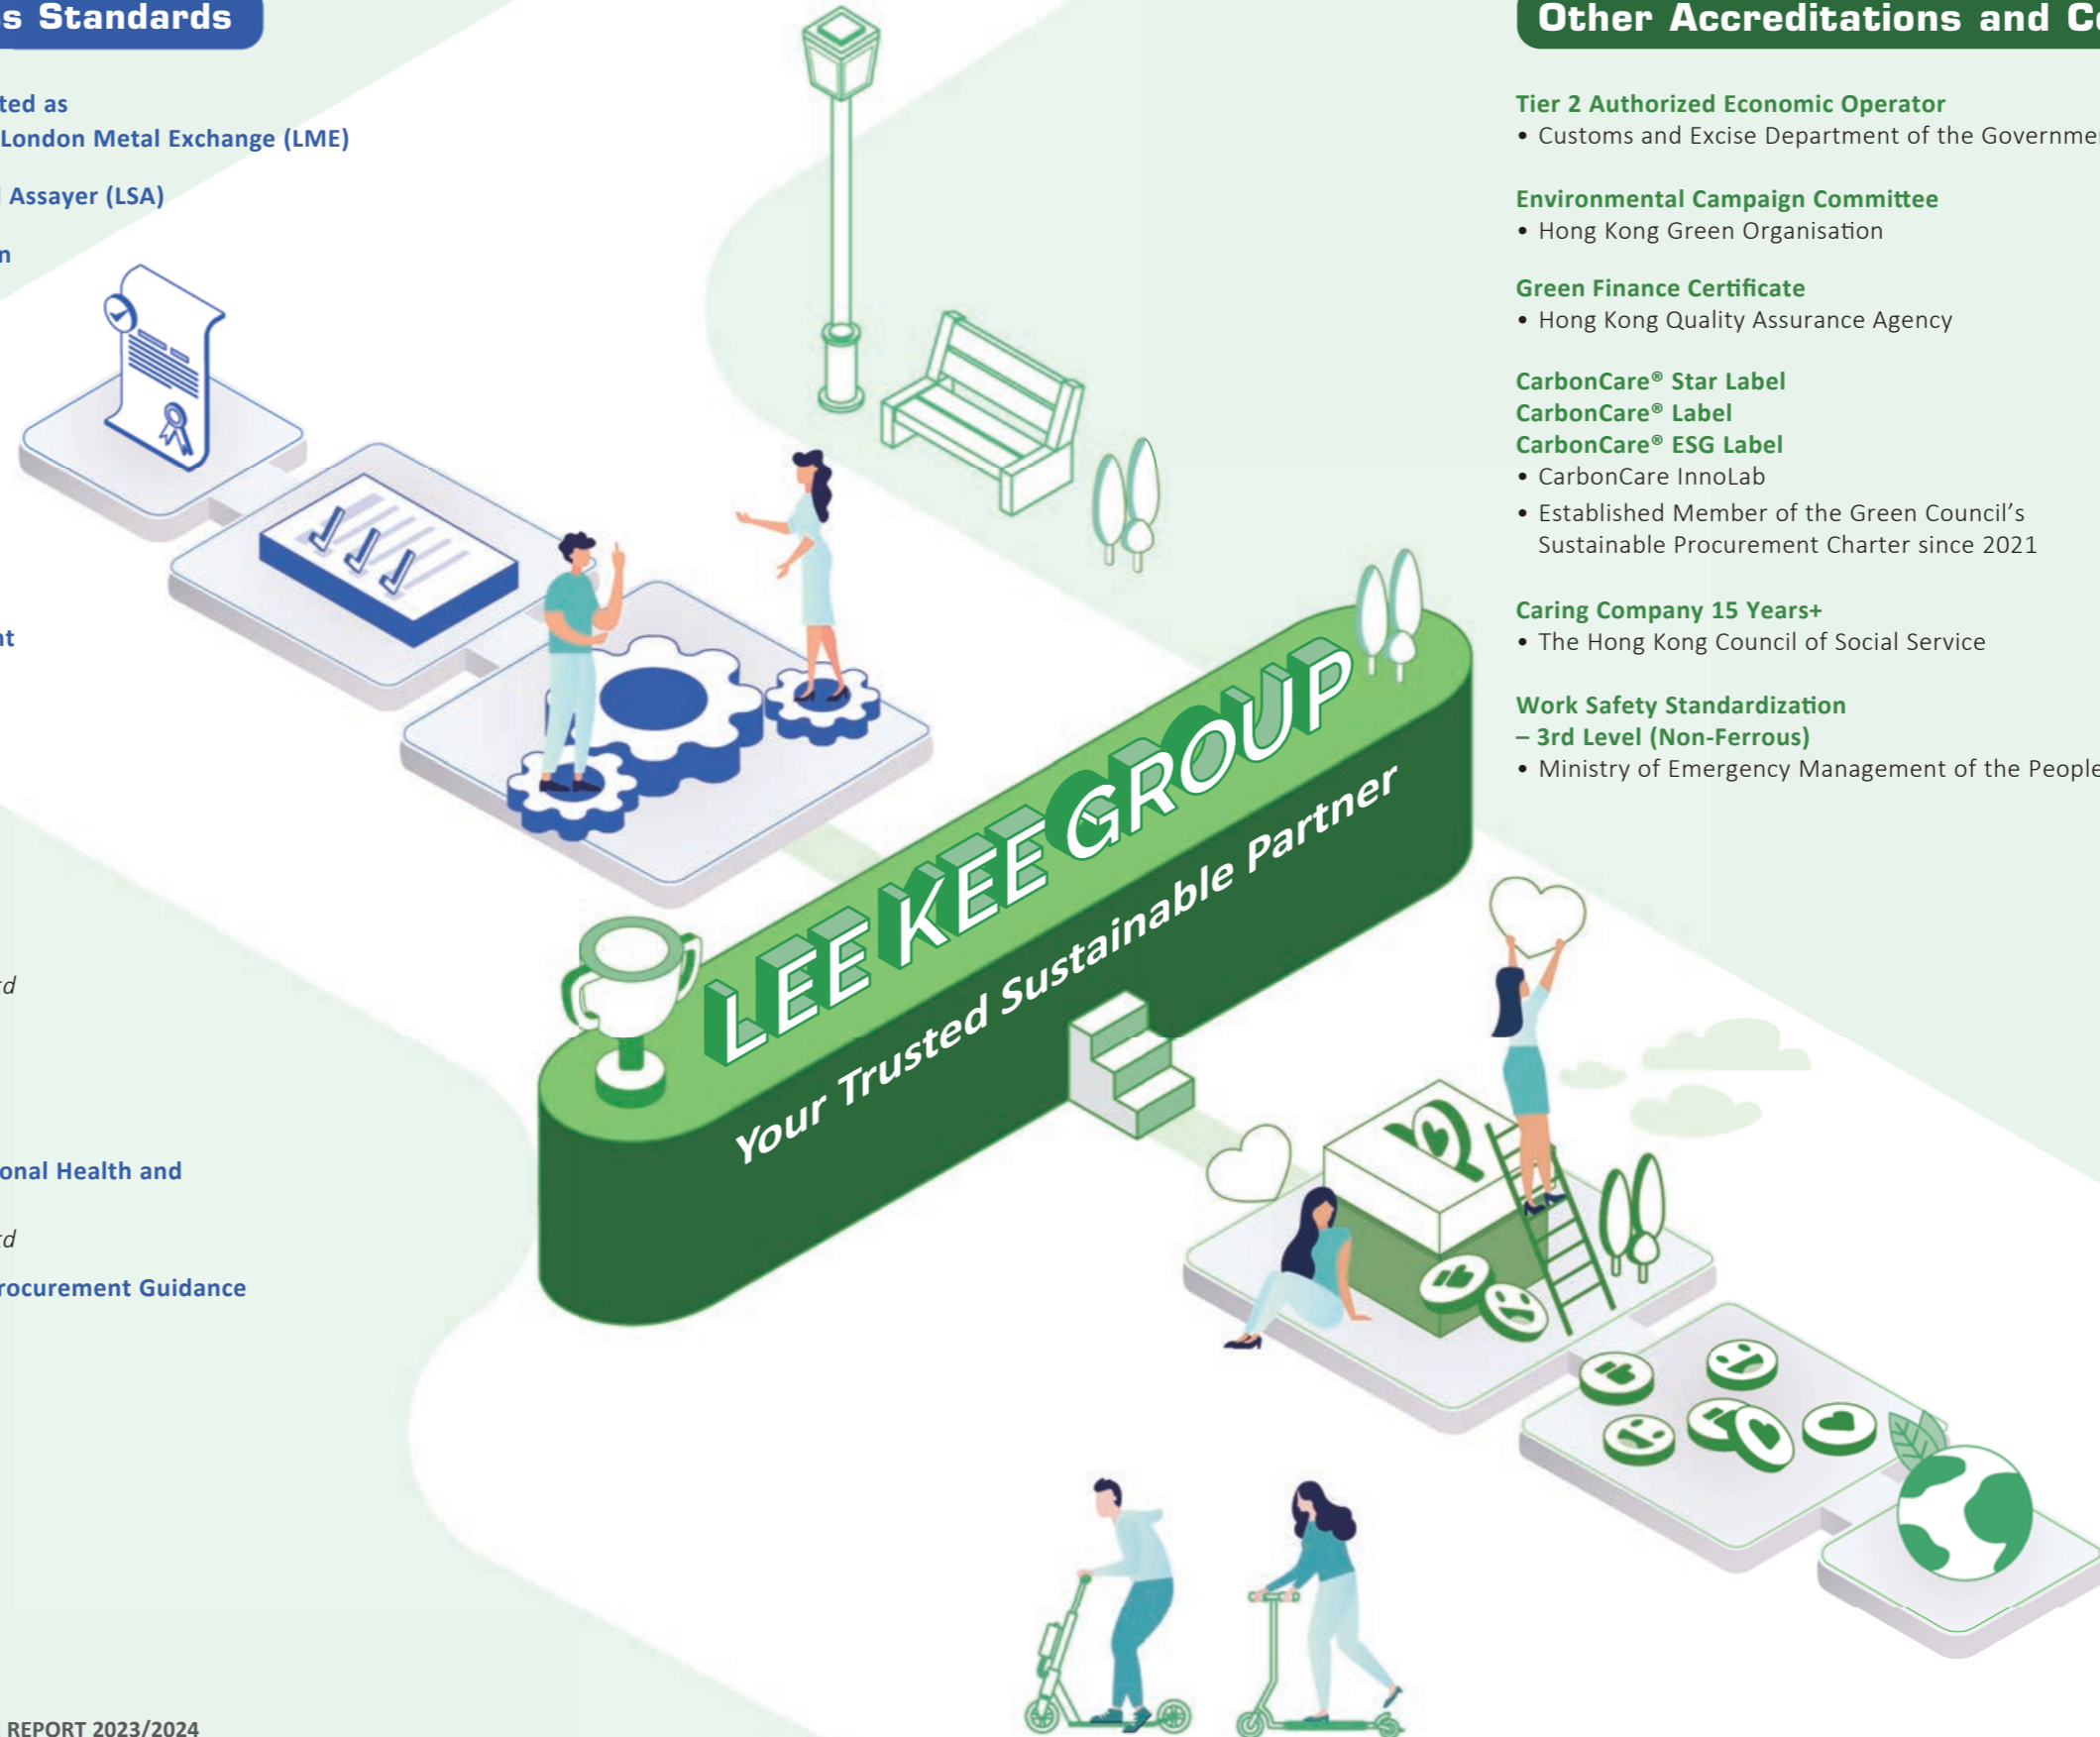 s Standards
ted as
London Metal Exchange (LME)
Assayer (LSA)
n
nt
td
onal Health and
td
rocurement Guidance
REPORT 2023/2024
LEE KEE GROUP
Your Trusted Sustainable Partner
Other Accreditations and Co
Tier 2 Authorized Economic Operator
• Customs and Excise Department of the Governmen
Environmental Campaign Committee
• Hong Kong Green Organisation
Green Finance Certificate
• Hong Kong Quality Assurance Agency
CarbonCare® Star Label
CarbonCare® Label
CarbonCare® ESG Label
• CarbonCare InnoLab
• Established Member of the Green Council’s
Sustainable Procurement Charter since 2021
Caring Company 15 Years+
• The Hong Kong Council of Social Service
Work Safety Standardization
– 3rd Level (Non-Ferrous)
• Ministry of Emergency Management of the People